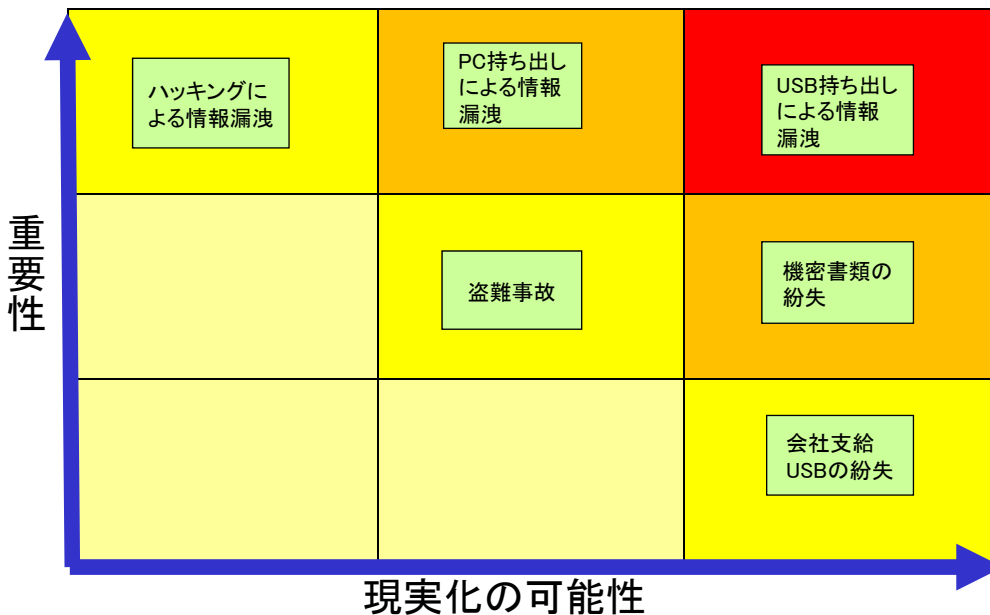 ハッキングに
よる情報漏洩
PC持ち出し
による情報
漏洩
USB持ち出し
による情報
漏洩
重要性
盗難事故
機密書類の
紛失
会社支給
USBの紛失
現実化の可能性